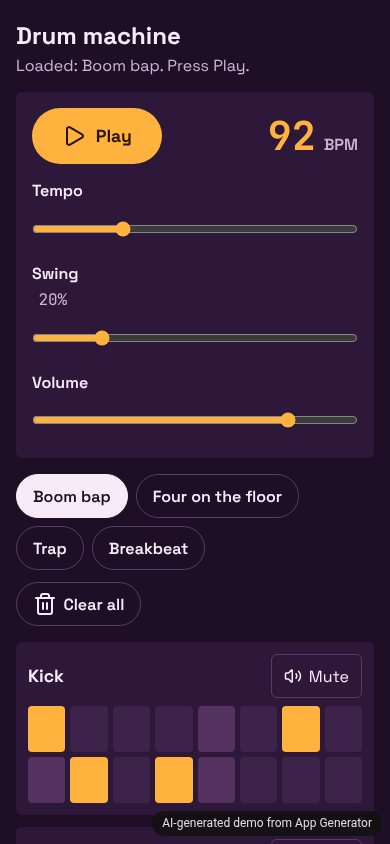 Drum machine
Loaded: Boom bap. Press Play.
Play
92 BPM
Tempo
Swing
20%
Volume
Boom bap
Four on the floor
Trap
Breakbeat
Clear all
Kick
Mute
AI-generated demo from App Generator